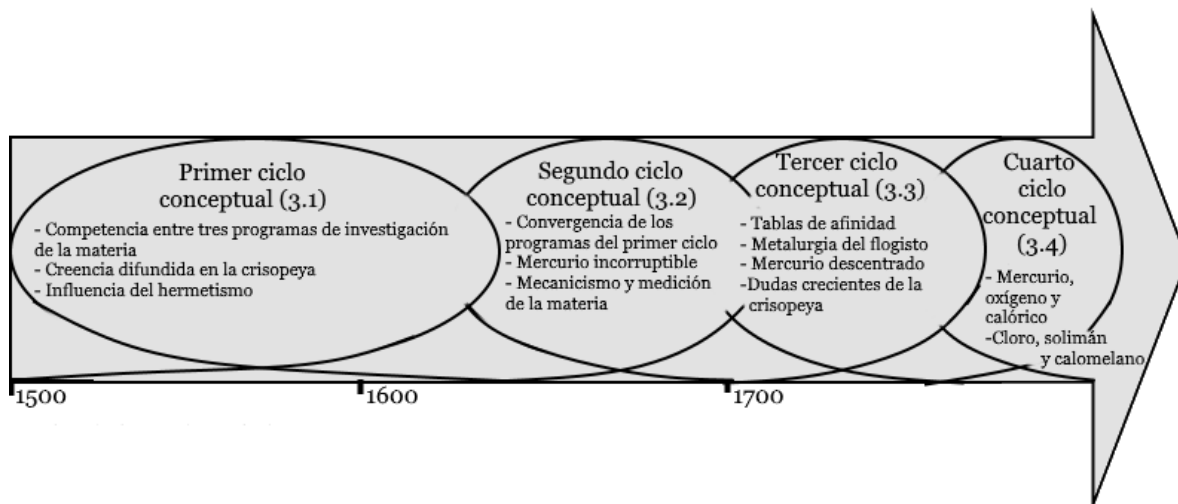 Primer ciclo
conceptual (3.1)
- Competencia entre tres programas de investigación
de la materia
- Creencia difundida en la crisopeya
- Influencia del hermetismo
Segundo ciclo
conceptual (3.2)
- Convergencia de los
programas del primer ciclo
- Mercurio incorruptible
- Mecanicismo y medición
de la materia
Tercer ciclo
conceptual (3.3)
- Tablas de afinidad
- Metalurgia del flogisto
- Mercurio descentrado
-Dudas crecientes de la
crisopeya
Cuarto
ciclo
conceptual
(3.4)
- Mercurio,
oxígeno y
calórico
-Cloro, solimán
y calomelano
1500
1600
1700